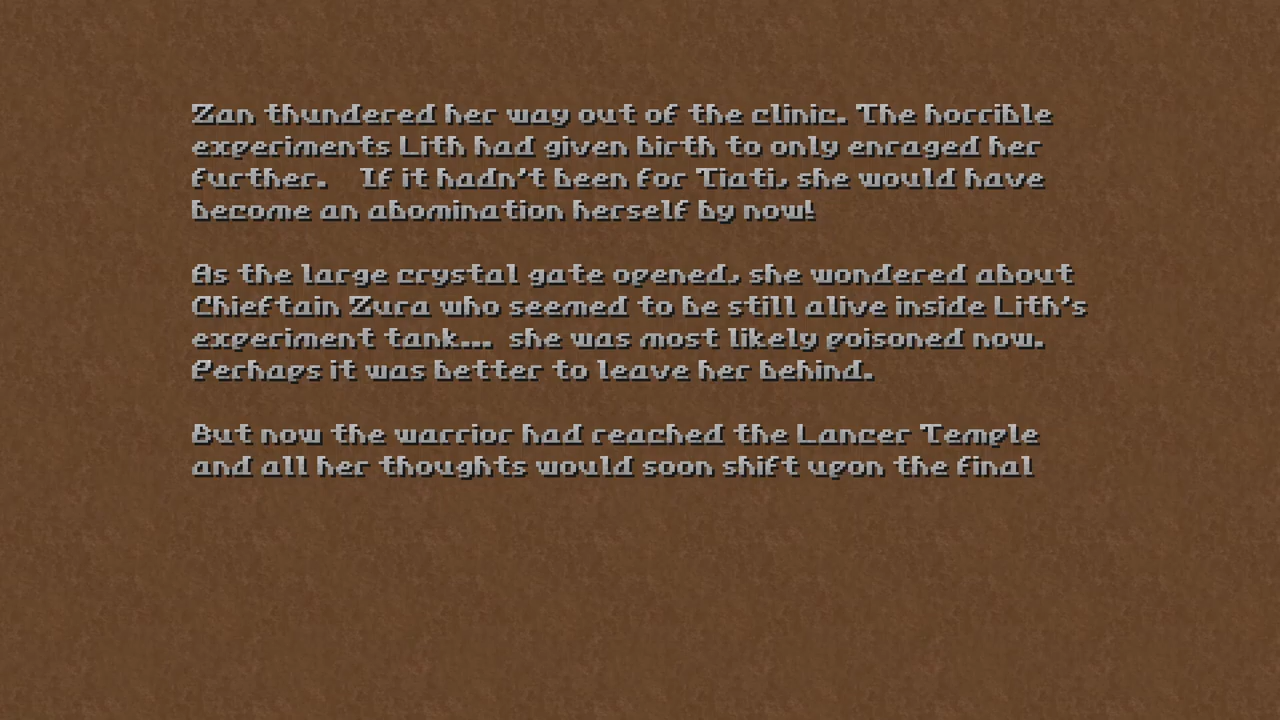 Zan thundered her way out of the clinic. The horrible
experiments Lith had given birth to only enraged her
further.  If it hadn't been for Tiati, she would have
become an abomination herself by now!
As the large crystal gate opened, she wondered about
Chieftain Zura who seemed to be still alive inside Lith's
experiment tank... she was most likely poisoned now.
Perhaps it was better to leave her behind.
But now the warrior had reached the Lancer Temple
and all her thoughts would soon shift upon the final